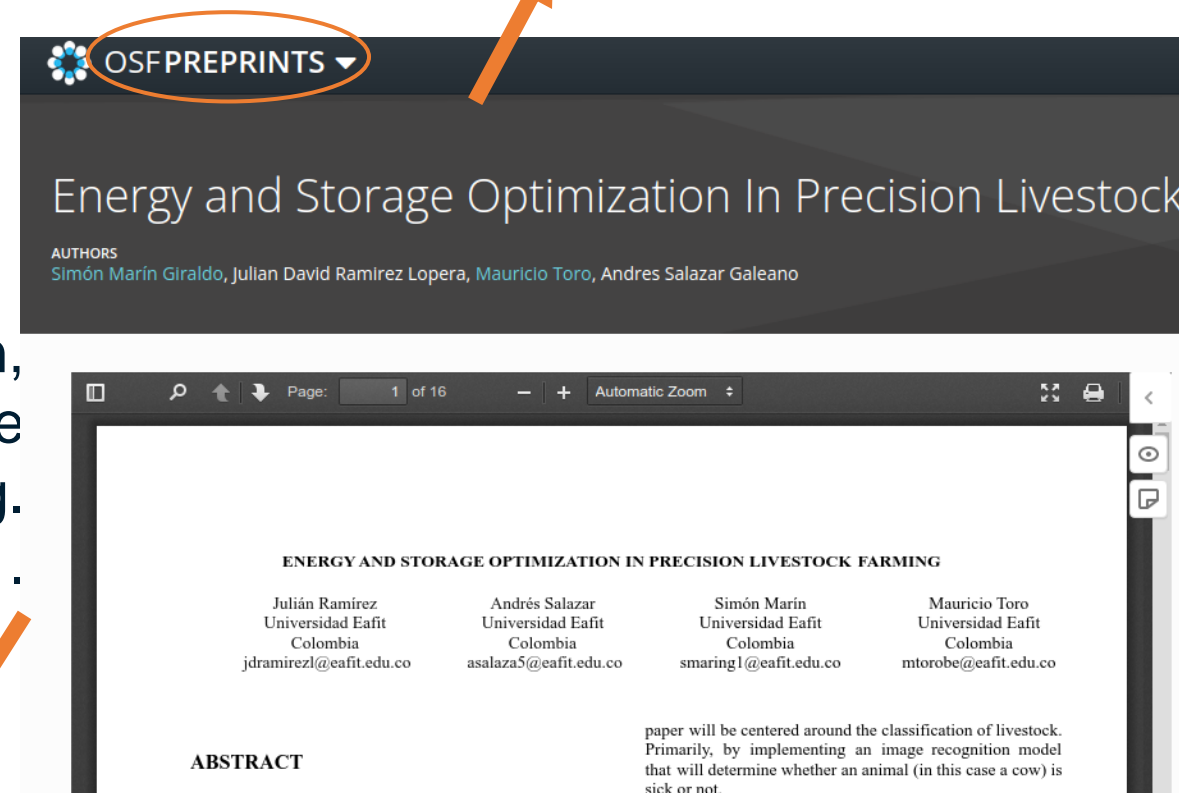 OSFPREPRINTS
Energy and Storage Optimization In Precision Livestock
AUTHORS
Simón Marín Giraldo, Julian David Ramirez Lopera, Mauricio Toro, Andres Salazar Galeano
Page: 1 of 16
Automatic Zoom
ENERGY AND STORAGE OPTIMIZATION IN PRECISION LIVESTOCK FARMING
Julián Ramírez Andrés Salazar Simón Marín Mauricio Toro
Universidad Eafit Universidad Eafit Universidad Eafit Universidad Eafit
Colombia Colombia Colombia Colombia
jdramirezl@eafit.edu.co asalaza5@eafit.edu.co smaring1@eafit.edu.co mtorobe@eafit.edu.co
ABSTRACT
paper will be centered around the classification of livestock.
Primarily, by implementing an image recognition model
that will determine whether an animal (in this case a cow) is
sick or not.